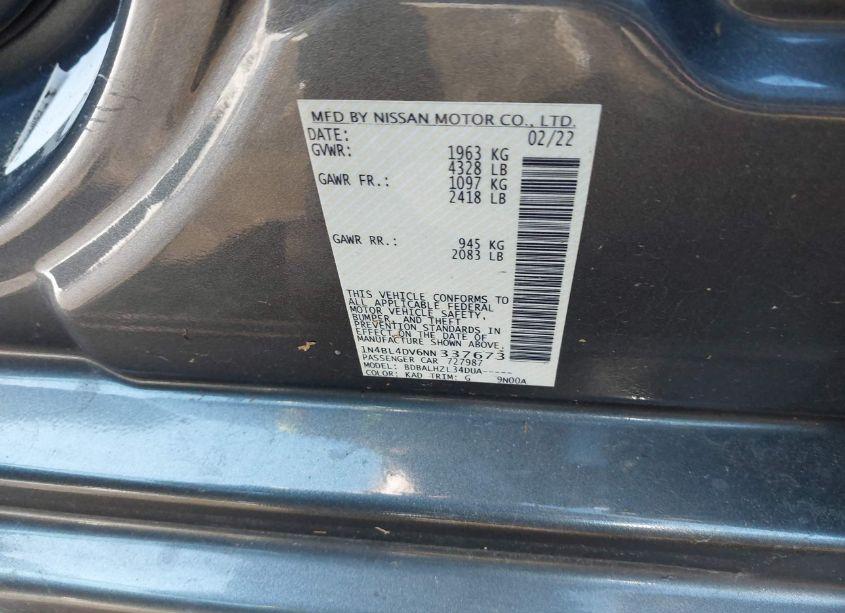 MFD BY NISSAN MOTOR CO., LTD.
DATE: 02/22
GVWR: 1963 KG
4328 LB
GAWR FR.: 1097 KG
2418 LB
GAWR RR.: 945 KG
2083 LB
THIS VEHICLE CONFORMS TO
ALL APPLICABLE FEDERAL
MOTOR VEHICLE SAFETY,
BUMPER, AND THEFT
PREVENTION STANDARDS IN
EFFECT ON THE DATE OF
MANUFACTURE SHOWN ABOVE.
1N4BL4DV6NN337673
PASSENGER CAR 727987
MODEL: BDBALHZL34DUA-----
COLOR: KAD TRIM: G 9N00A